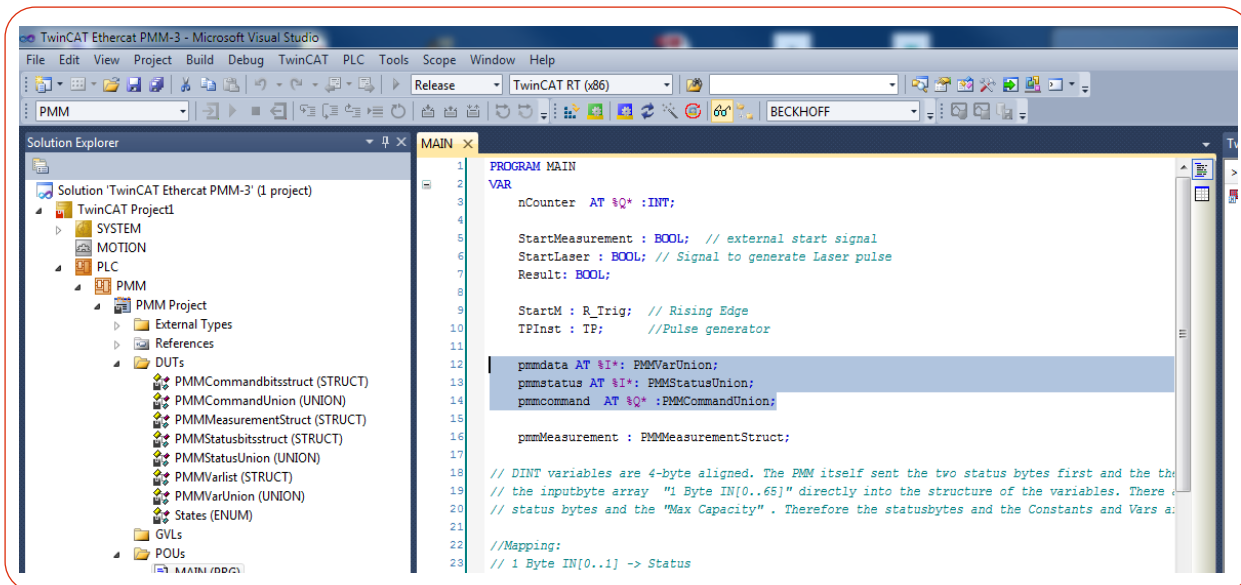 TwinCAT Ethercat PMM-3 - Microsoft Visual Studio
File Edit View Project Build Debug TwinCAT PLC Tools Scope Window Help
Release TwinCAT RT (x86)
PMM BECKHOFF
Solution Explorer
Solution 'TwinCAT Ethercat PMM-3' (1 project)
TwinCAT Project1
SYSTEM
MOTION
PLC
PMM
PMM Project
External Types
References
DUTs
PMMCommandbitsstruct (STRUCT)
PMMCommandUnion (UNION)
PMMMeasurementStruct (STRUCT)
PMMStatusbitsstruct (STRUCT)
PMMStatusUnion (UNION)
PMMVarlist (STRUCT)
PMMVarUnion (UNION)
States (ENUM)
GVLs
POUs
MAIN (PRG)
MAIN
1 PROGRAM MAIN
2 VAR
3 nCounter AT %Q* :INT;
4
5 StartMeasurement : BOOL; // external start signal
6 StartLaser : BOOL; // Signal to generate Laser pulse
7 Result: BOOL;
8
9 StartM : R_Trig; // Rising Edge
10 TPInst : TP; //Pulse generator
11
12 pmmdata AT %I*: PMMVarUnion;
13 pmmstatus AT %I*: PMMStatusUnion;
14 pmmcommand AT %Q* :PMMCommandUnion;
15
16 pmmMeasurement : PMMMeasurementStruct;
17
18 // DINT variables are 4-byte aligned. The PMM itself sent the two status bytes first and the the
19 // the inputbyte array "1 Byte IN[0..65]" directly into the structure of the variables. There
20 // status bytes and the "Max Capacity" . Therefore the statusbytes and the Constants and Vars
21
22 //Mapping:
23 // 1 Byte IN[0..1] -> Status
Tw